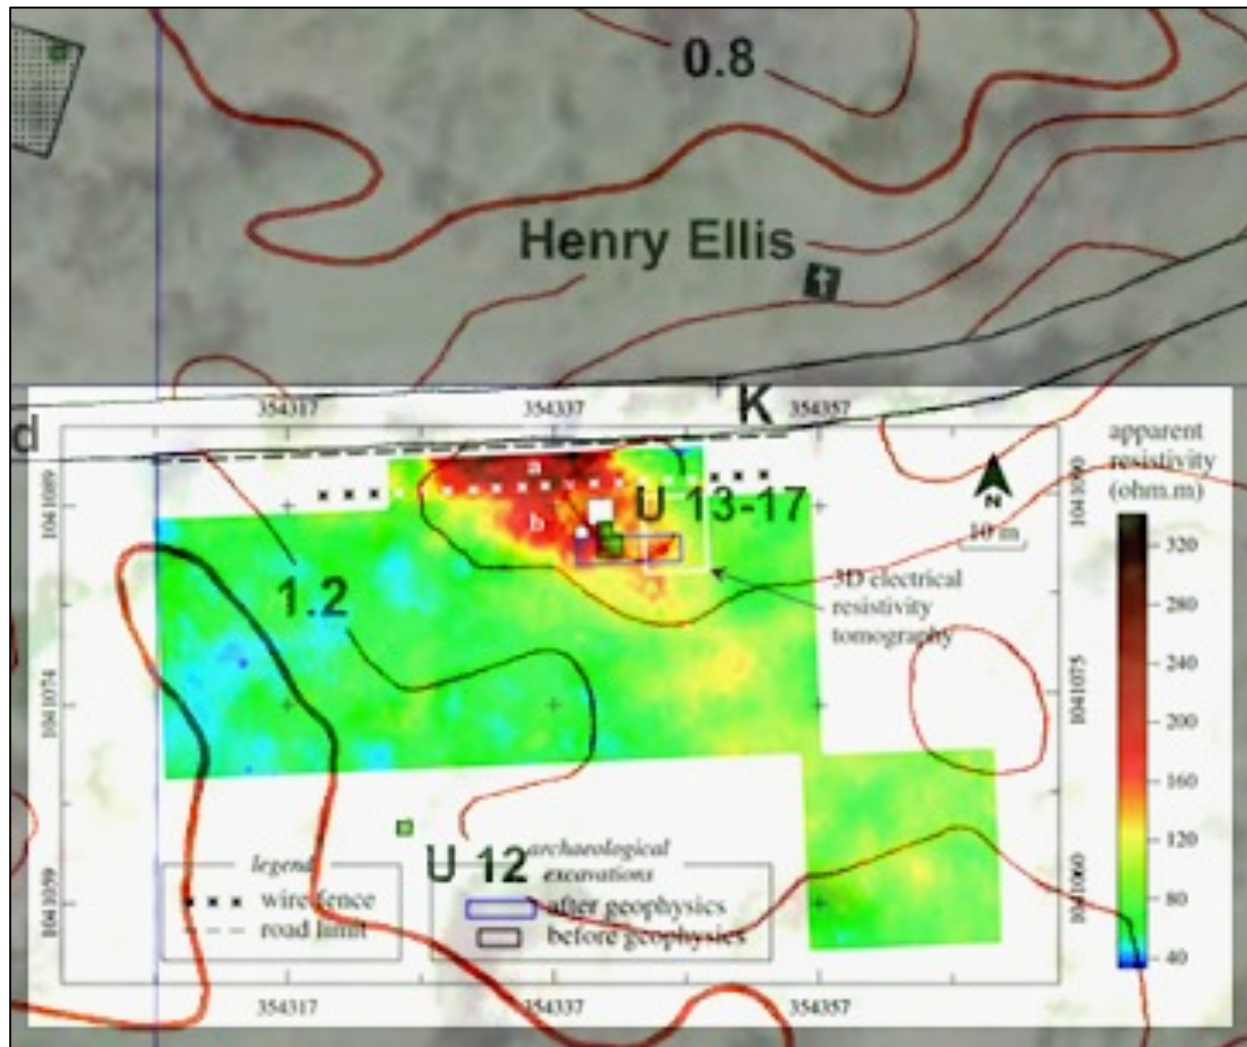 0.8
Henry Ellis
d
K
354317
354337
354357
apparent
resistivity
(ohm.m)
1041089
1041090
a
U 13-17
N
10 m
b
320
280
1.2
3D electrical
resistivity
tomography
240
1041074
1041075
200
160
120
U 12
archaeological
excavations
legend
wire fence
after geophysics
road limit
before geophysics
1041059
1041060
80
40
354317
354337
354357